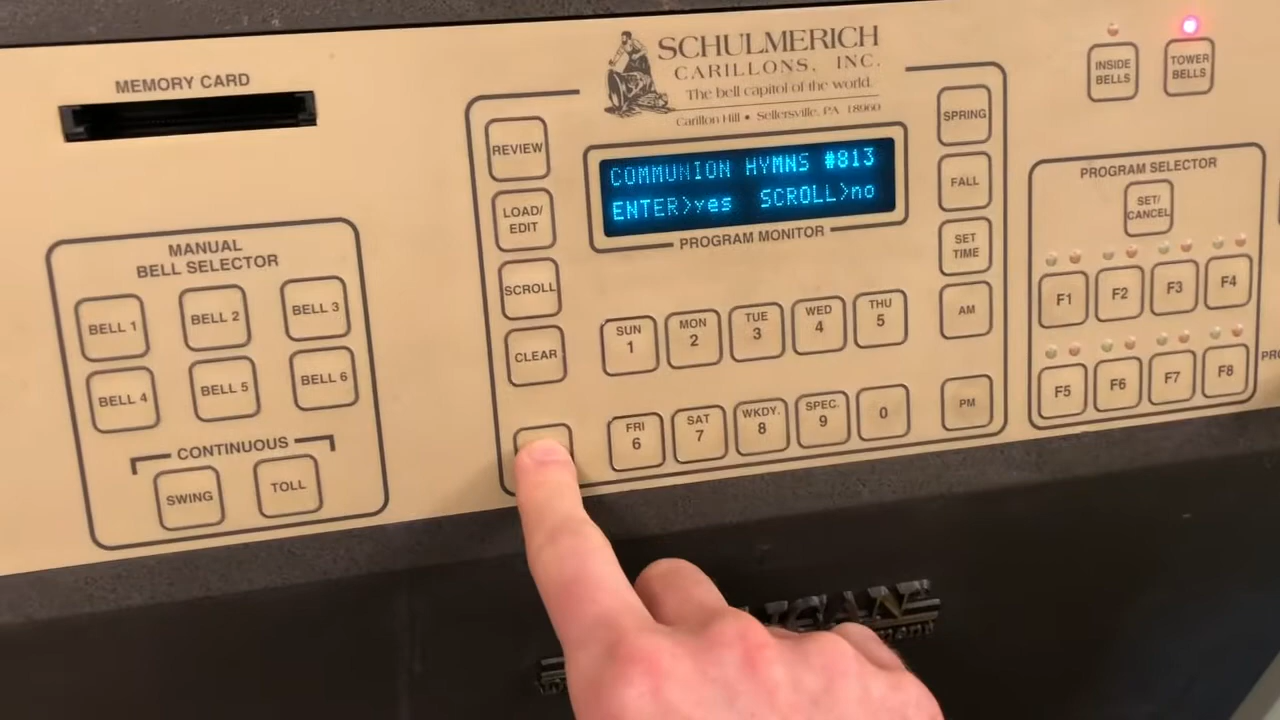 MEMORY CARD
MANUAL
BELL SELECTOR
BELL 1
BELL 2
BELL 3
BELL 4
BELL 5
BELL 6
CONTINUOUS
SWING
TOLL
REVIEW
LOAD/
EDIT
SCROLL
CLEAR
SCHULMERICH
CARILLONS, INC.
The bell capitol of the world.
Carillon Hill • Sellersville, PA 18960
COMMUNION HYMNS #813
ENTER>yes SCROLL>no
PROGRAM MONITOR
SUN
1
MON
2
TUE
3
WED
4
THU
5
FRI
6
SAT
7
WKDY.
8
SPEC.
9
0
SPRING
FALL
SET
TIME
AM
PM
INSIDE
BELLS
TOWER
BELLS
PROGRAM SELECTOR
SET/
CANCEL
F1
F2
F3
F4
F5
F6
F7
F8